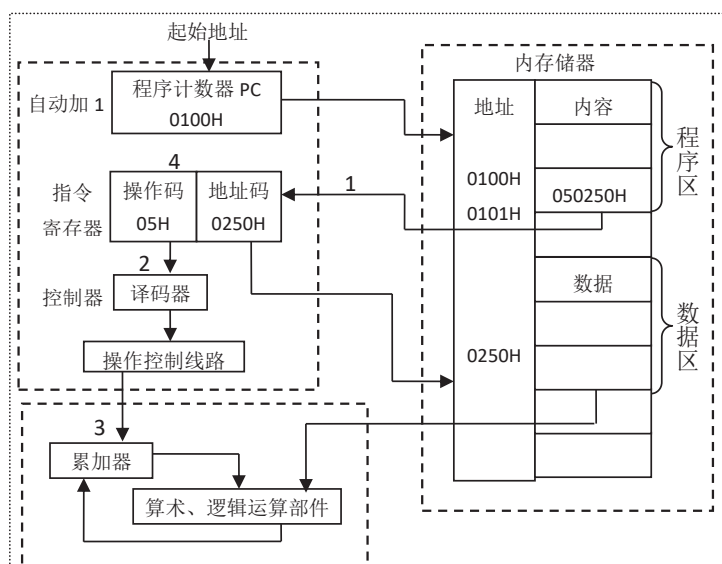 起始地址
自动加 1
程序计数器 PC
0100H
4
指令
寄存器
操作码
05H
地址码
0250H
1
2
控制器
译码器
操作控制线路
3
累加器
算术、逻辑运算部件
内存储器
地址
内容
0100H
050250H
0101H
程序区
数据
0250H
数据区